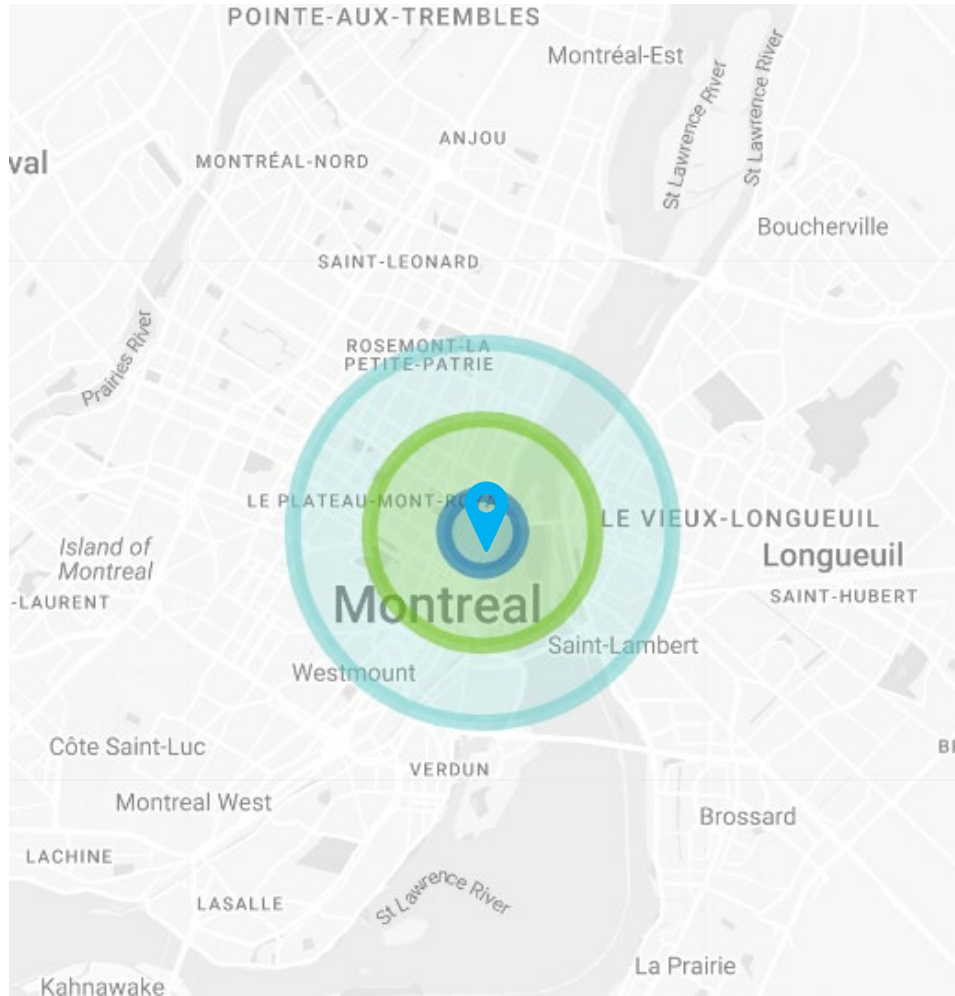 POINTE-AUX-TREMBLES
Montréal-Est
St Lawrence River
St Lawrence River
ANJOU
MONTRÉAL-NORD
val
Boucherville
SAINT-LEONARD
Prairies River
ROSEMONT-LA
PETITE-PATRIE
LE PLATEAU-MONT-ROYA
LE VIEUX-LONGUEUIL
Island of
Montreal
Longueuil
-LAURENT
Montreal
SAINT-HUBERT
Saint-Lambert
Westmount
Côte Saint-Luc
BR
VERDUN
Montreal West
Brossard
LACHINE
St Lawrence River
LASALLE
La Prairie
Kahnawake